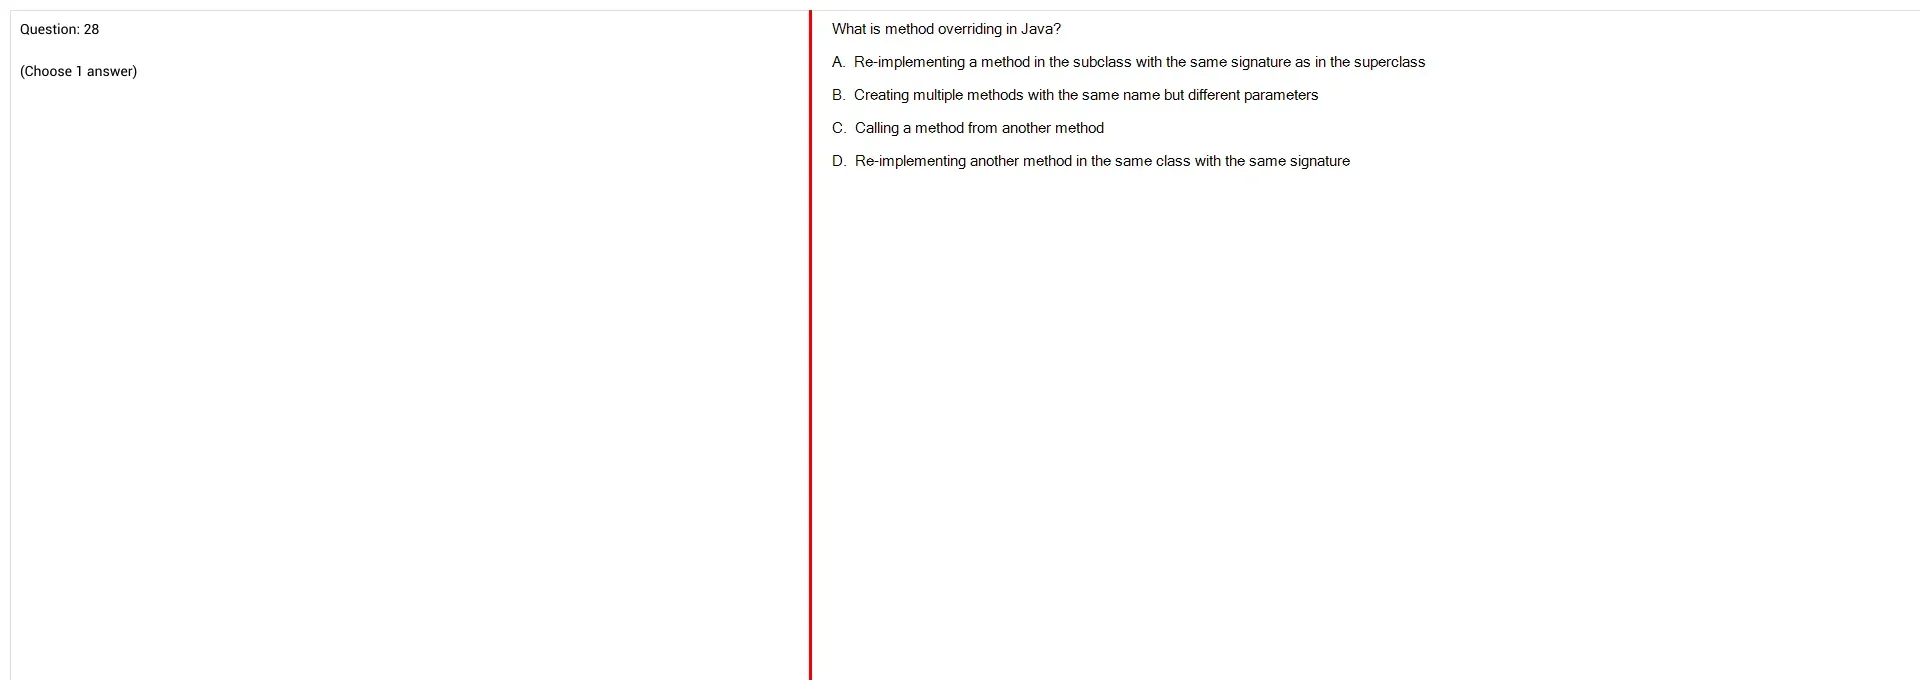 Question: 28
(Choose 1 answer)
What is method overriding in Java?
A. Re-implementing a method in the subclass with the same signature as in the superclass
B. Creating multiple methods with the same name but different parameters
C. Calling a method from another method
D. Re-implementing another method in the same class with the same signature